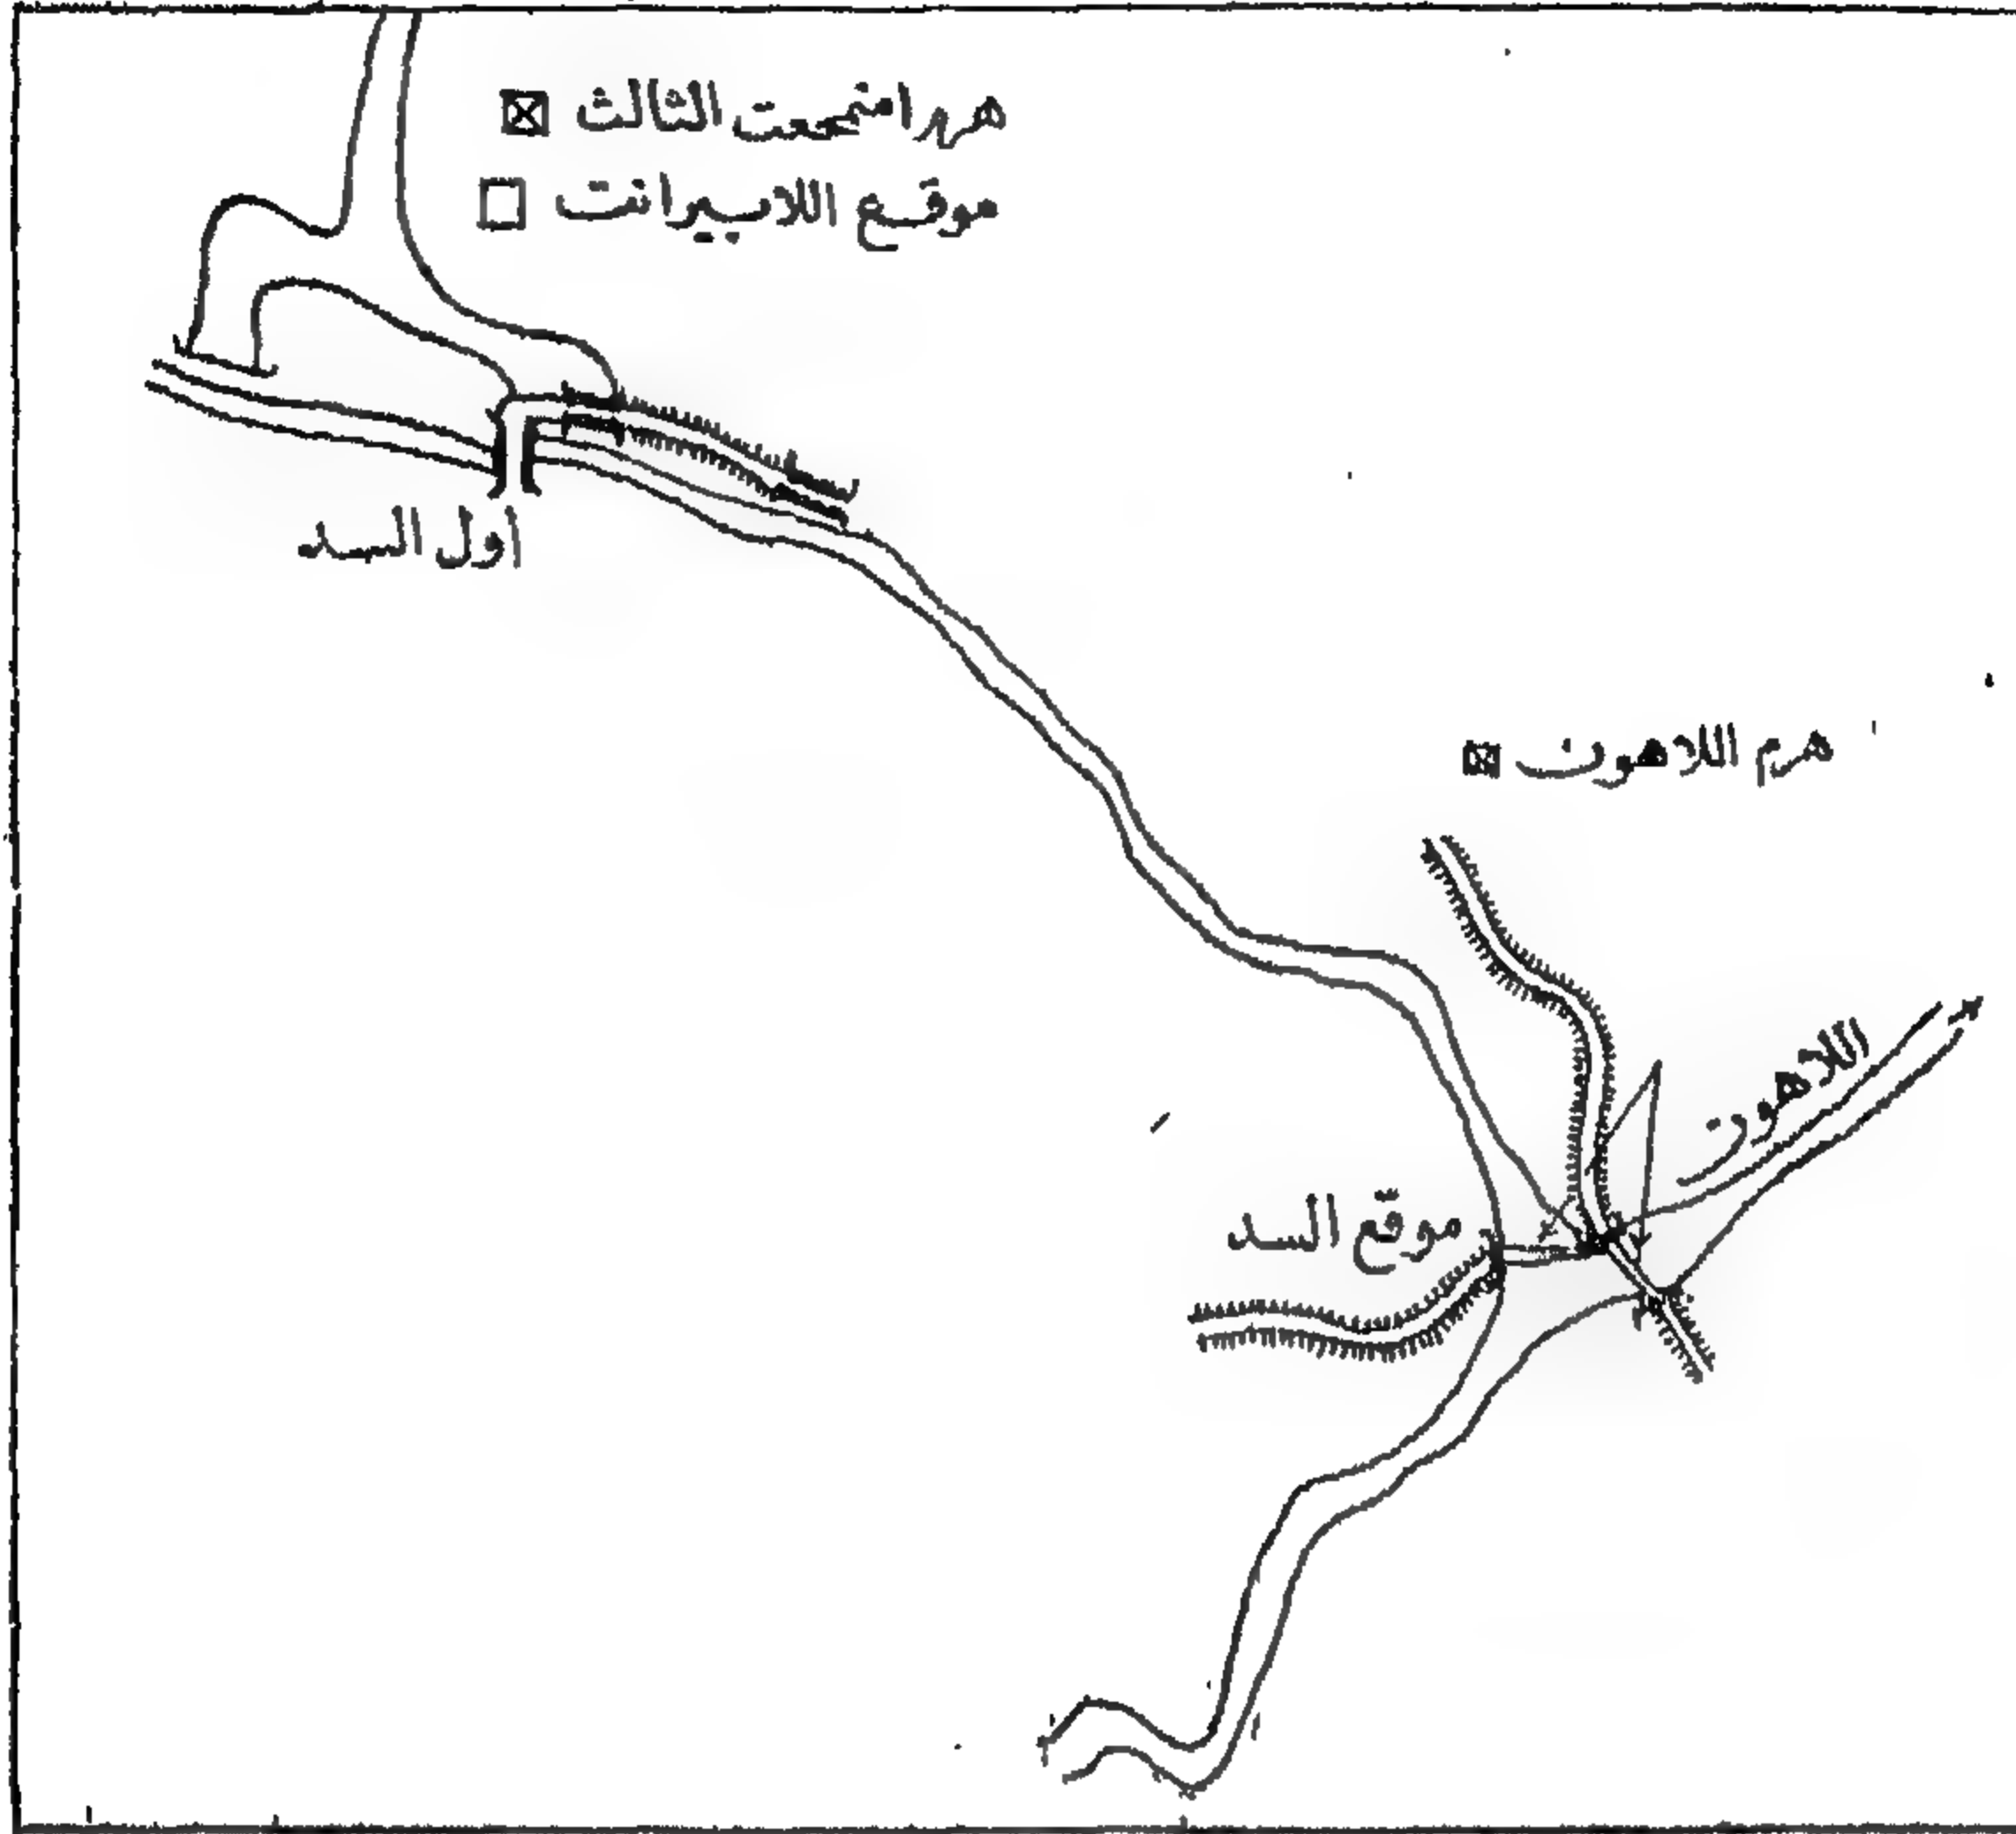 هرم امنمحعت الثالث
موقع اللابيرانت
أول السد
هرم اللاهون
اللاهون
موقع السد